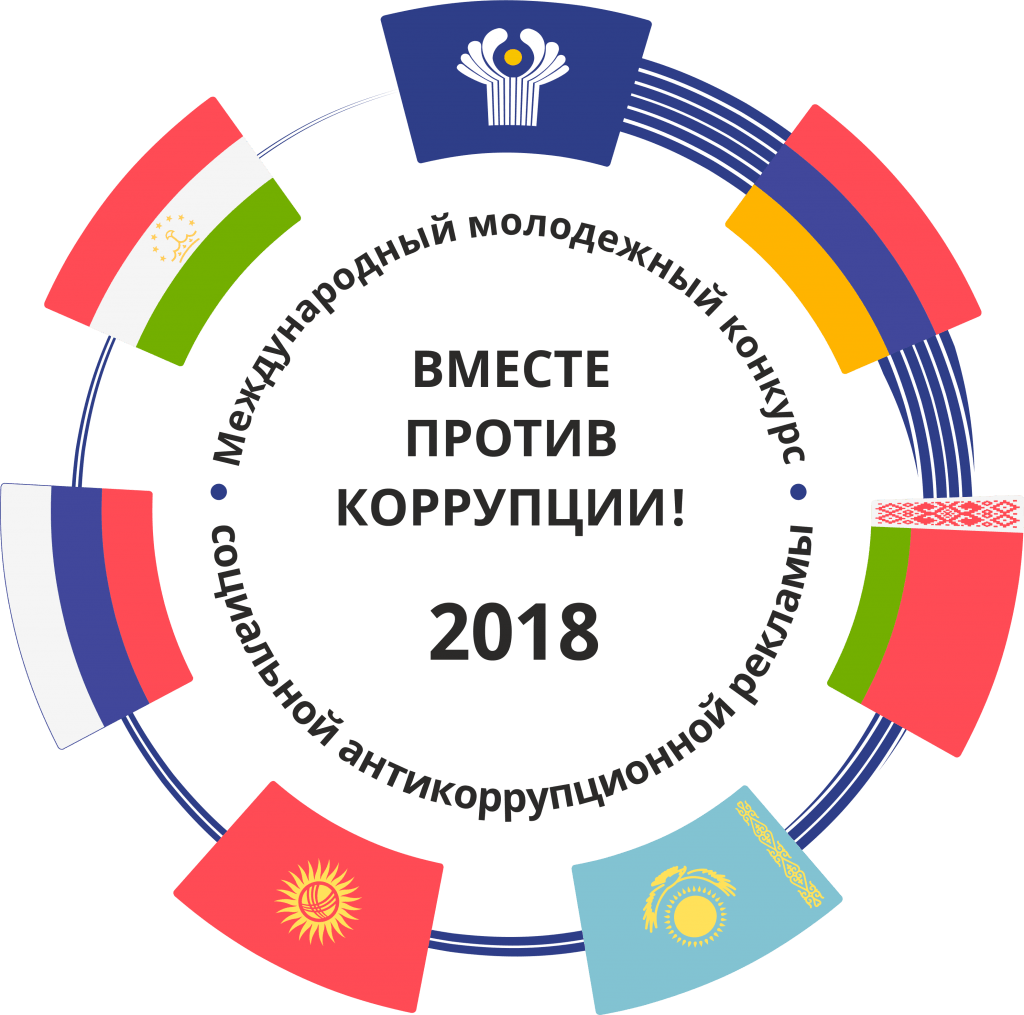 Международный молодежный конкурс
ВМЕСТЕ
ПРОТИВ
КОРРУПЦИИ!
2018
социальной антикоррупционной рекламы